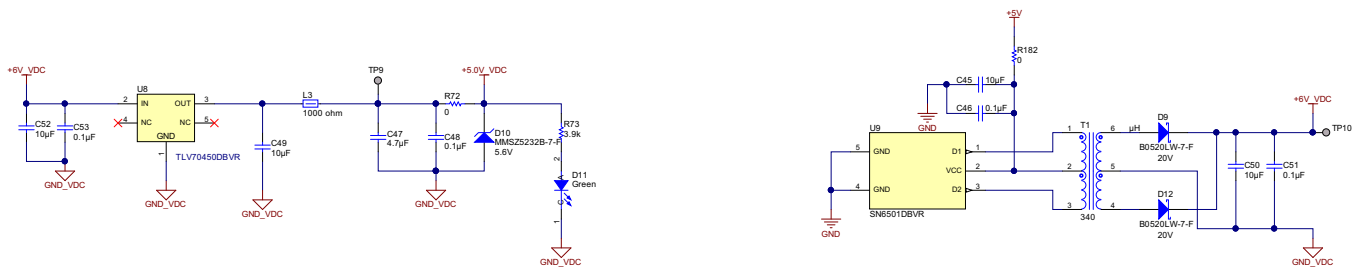 +6V_VDC
C52
10µF
C53
0.1µF
GND_VDC
U8
2
IN
OUT
3
4
NC
NC
5
GND
1
TLV70450DBVR
GND_VDC
C49
10µF
GND_VDC
L3
1000 ohm
TP9
C47
4.7µF
C48
0.1µF
GND_VDC
R72
0
+5.0V_VDC
D10
MMSZ5232B-7-F
5.6V
R73
3.9k
2
A
D11
Green
C
1
GND_VDC
+5V
R182
0
C45
10µF
C46
0.1µF
GND
U9
5
GND
D1
1
VCC
2
4
GND
D2
3
SN6501DBVR
GND
T1
1
6
2
5
3
4
340
µH
D9
B0520LW-7-F
20V
D12
B0520LW-7-F
20V
C50
10µF
C51
0.1µF
+6V_VDC
TP10
GND_VDC